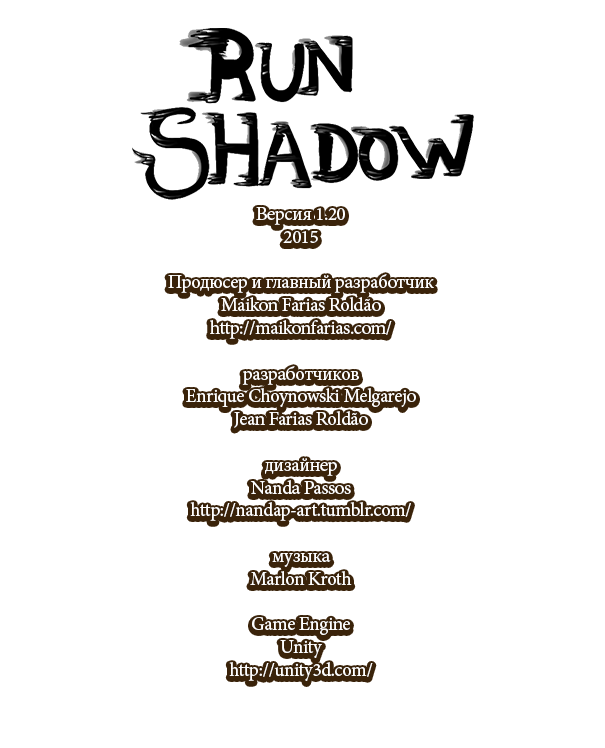 RUN
SHADOW
Версия 1.20
2015
Продюсер и главный разработчик
Maikon Farias Roldão
http://maikonfarias.com/
разработчиков
Enrique Choynowski Melgarejo
Jean Farias Roldão
дизайнер
Nanda Passos
http://nandap-art.tumblr.com/
музыка
Marlon Kroth
Game Engine
Unity
http://unity3d.com/